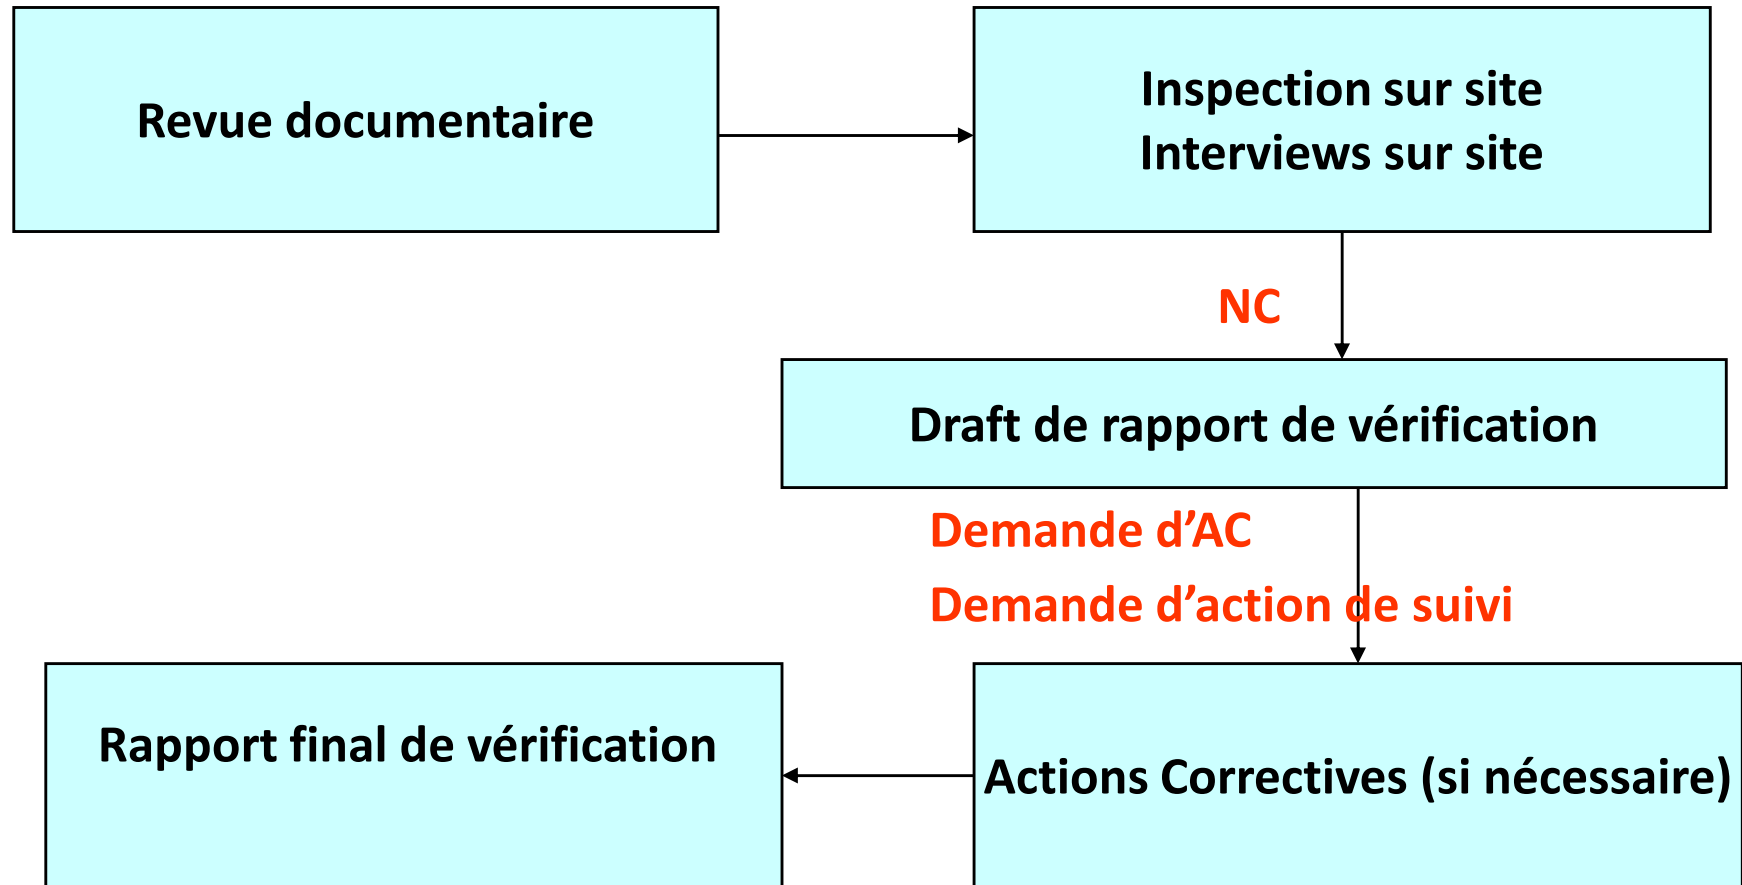 Revue documentaire
Inspection sur site
Interviews sur site
NC
Draft de rapport de vérification
Demande d’AC
Demande d’action de suivi
Rapport final de vérification
Actions Correctives (si nécessaire)